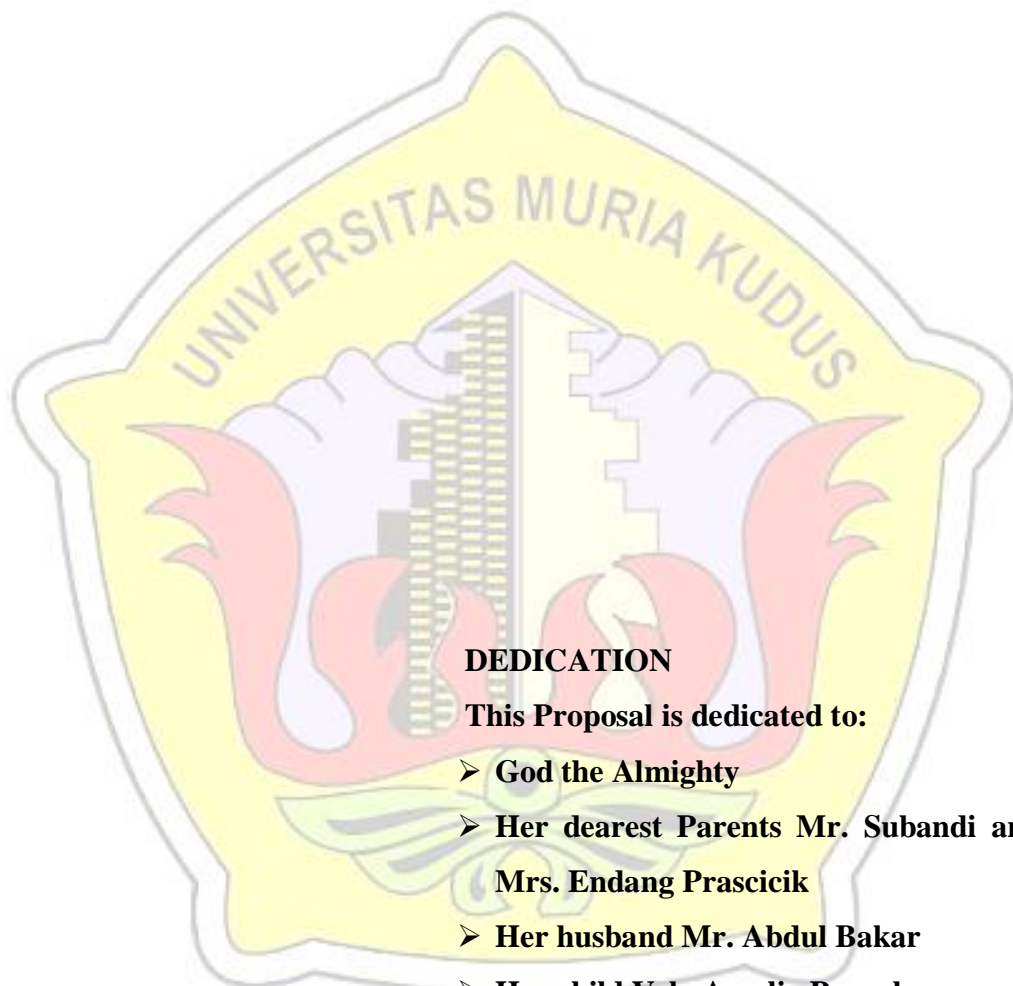 UNIVERSITAS MURIA KUDUS
DEDICATION
This Proposal is dedicated to:
➢ God the Almighty
➢ Her dearest Parents Mr. Subandi
Mrs. Endang Prascicik
➢ Her husband Mr. Abdul Bakar